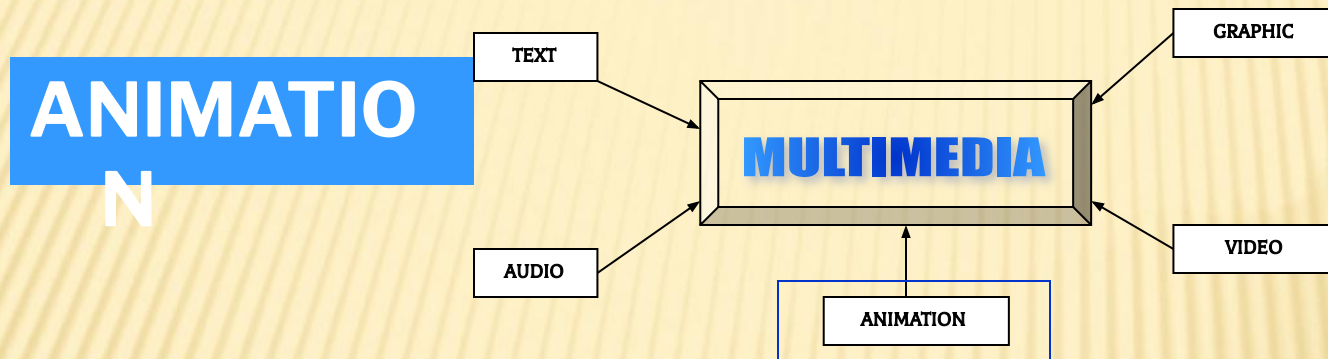 ANIMATIO
N
TEXT
GRAPHIC
MULTIMEDIA
AUDIO
VIDEO
ANIMATION